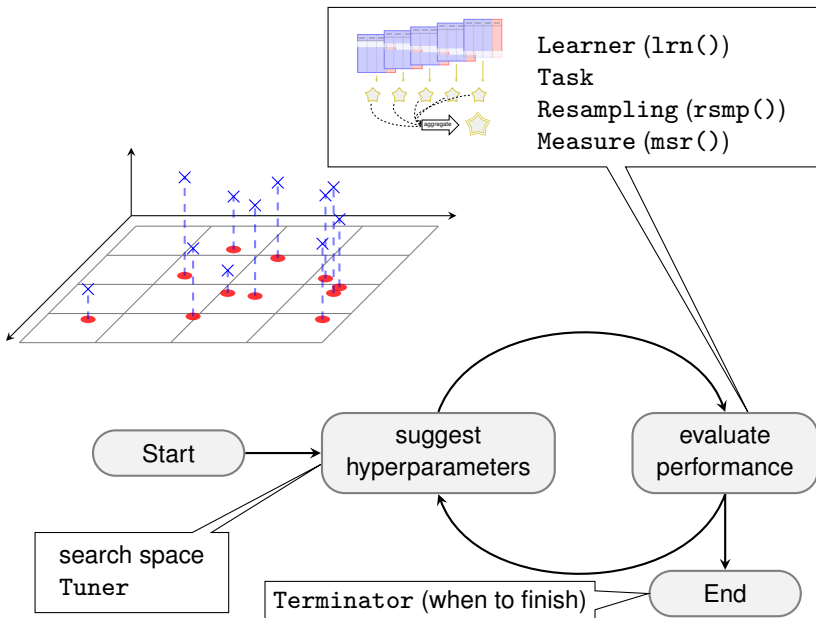 Learner (lrn())
Task
Resampling (rsmp())
Measure (msr())
aggregate
Start
suggest
hyperparameters
evaluate
performance
search space
Tuner
Terminator (when to finish)
End